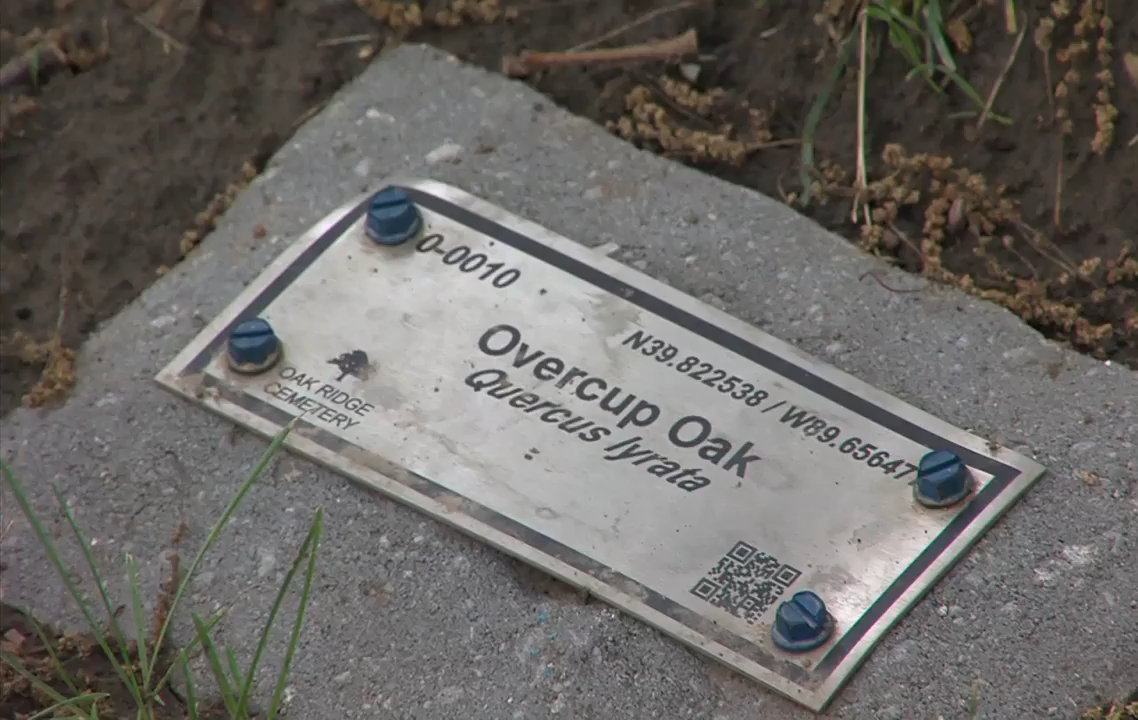 0-0010
N39.822538 / W89.65647
Overcup Oak
Quercus lyrata
OAK RIDGE
CEMETERY